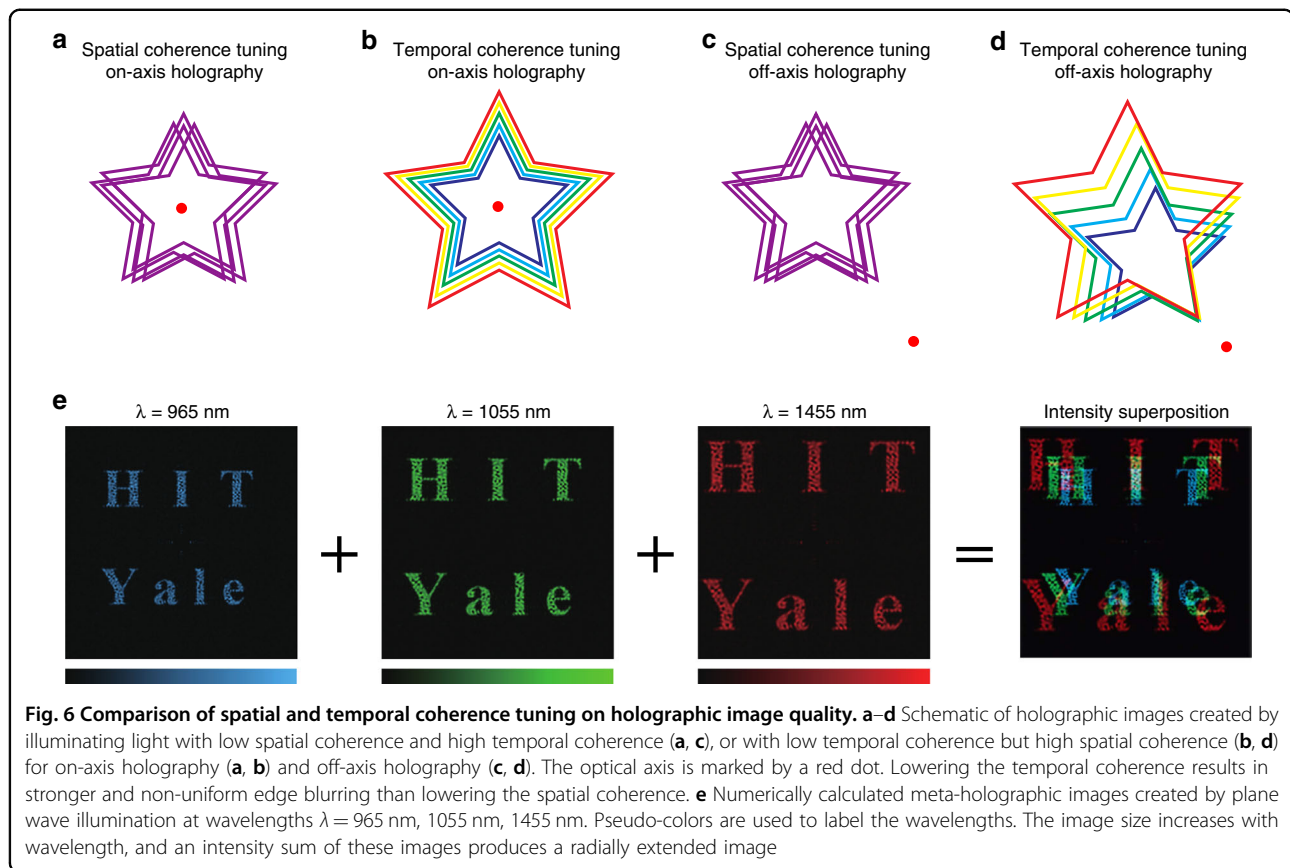 a
Spatial coherence tuning
on-axis holography
b
Temporal coherence tuning
on-axis holography
c
Spatial coherence tuning
off-axis holography
d
Temporal coherence tuning
off-axis holography
e
λ = 965 nm
H I T
Yale
+
λ = 1055 nm
H I T
Yale
+
λ = 1455 nm
H I T
Yale
=
Intensity superposition
H I T
Yale
Fig. 6 Comparison of spatial and temporal coherence tuning on holographic image quality. a–d Schematic of holographic images created by
illuminating light with low spatial coherence and high temporal coherence (a, c), or with low temporal coherence but high spatial coherence (b, d)
for on-axis holography (a, b) and off-axis holography (c, d). The optical axis is marked by a red dot. Lowering the temporal coherence results in
stronger and non-uniform edge blurring than lowering the spatial coherence. e Numerically calculated meta-holographic images created by plane
wave illumination at wavelengths λ = 965 nm, 1055 nm, 1455 nm. Pseudo-colors are used to label the wavelengths. The image size increases with
wavelength, and an intensity sum of these images produces a radially extended image